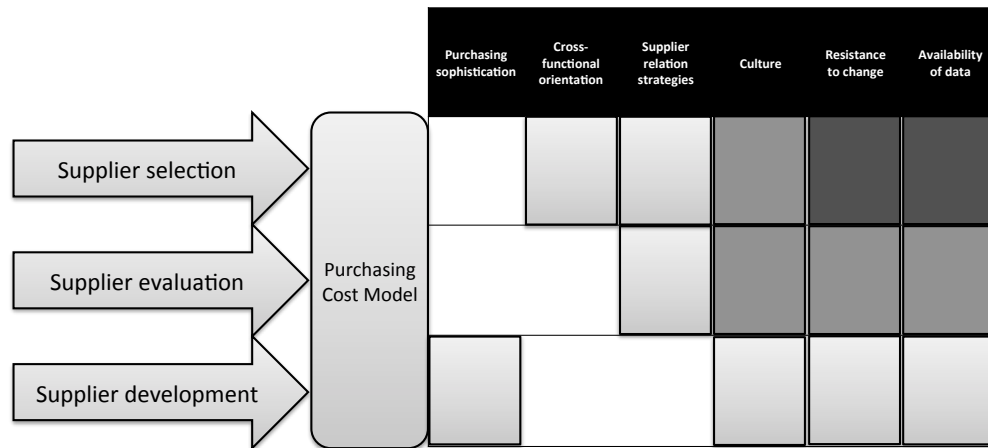 Purchasing
sophistication
Cross-
functional
orientation
Supplier
relation
strategies
Culture
Resistance
to change
Availability
of data
Supplier selection
Supplier evaluation
Supplier development
Purchasing
Cost Model